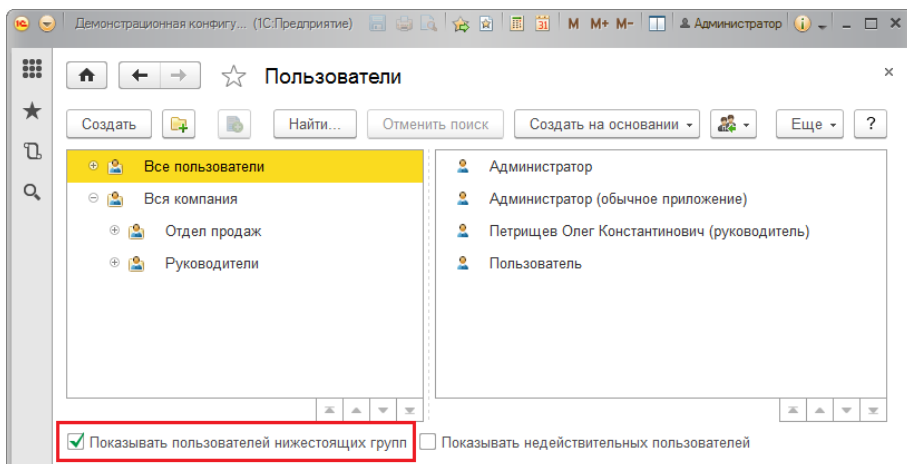 Демонстрационная конфигу... (1С:Предприятие) 31 M M+ M- Администратор
Пользователи
Создать Найти... Отменить поиск Создать на основании Еще ?
Все пользователи
Вся компания
Отдел продаж
Руководители
Администратор
Администратор (обычное приложение)
Петрищев Олег Константинович (руководитель)
Пользователь
Показывать пользователей нижестоящих групп Показывать недействительных пользователей